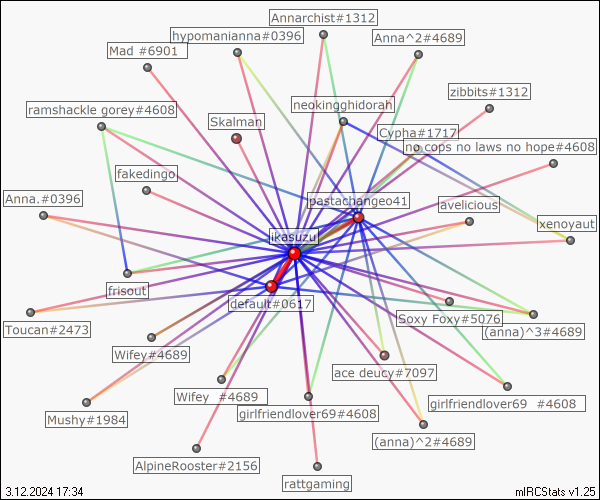 Annarchist#1312
hypomanianna#0396
Anna^2#4689
Mad #6901
zibbits#1312
ramshackle gorey#4608
neokingghidorah
Skalman
Cypha#1717
no cops no laws no hope#4608
fakedingo
Anna.#0396
pastachangeo41
avelicious
xenoyaut
likasuzu
frisout
default#0617
Toucan#2473
Soxy Foxy#5076
(anna)^3#4689
Wifey#4689
ace deucy#7097
Wifey  #4689
girlfriendlover69#4608
girlfriendlover69  #4608
Mushy#1984
(anna)^2#4689
AlpineRooster#2156
rattgaming
3.12.2024 17:34
mIRCStats v1.25